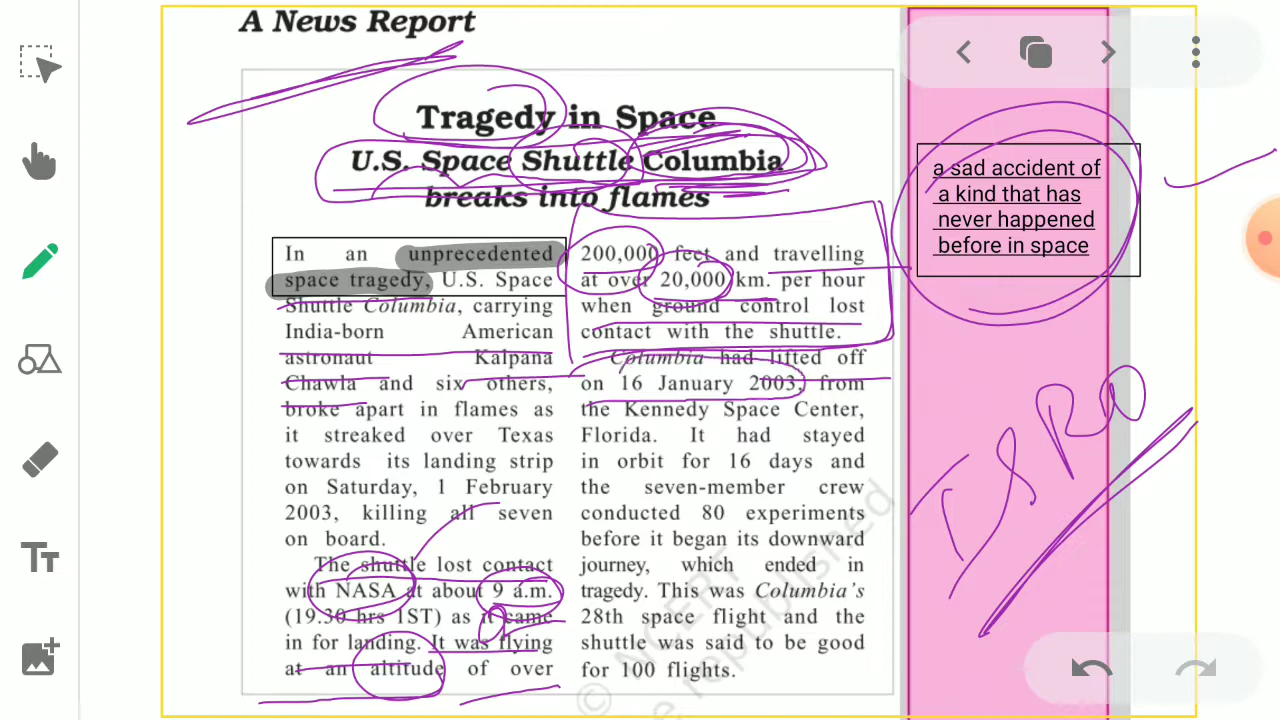 A News Report
Tragedy in Space
U.S. Space Shuttle Columbia
breaks into flames
In an unprecedented
space tragedy, U.S. Space
Shuttle Columbia, carrying
India-born American
astronaut Kalpana
Chawla and six others,
broke apart in flames as
it streaked over Texas
towards its landing strip
on Saturday, 1 February
2003, killing all seven
on board.
The shuttle lost contact
with NASA at about 9 a.m.
(19.30 hrs IST) as it came
in for landing. It was flying
at an altitude of over
200,000 feet and travelling
at over 20,000 km. per hour
when ground control lost
contact with the shuttle.
Columbia had lifted off
on 16 January 2003, from
the Kennedy Space Center,
Florida. It had stayed
in orbit for 16 days and
the seven-member crew
conducted 80 experiments
before it began its downward
journey, which ended in
tragedy. This was Columbia's
28th space flight and the
shuttle was said to be good
for 100 flights.
a sad accident of
a kind that has
never happened
before in space
ISRO
© NCERT
be republished
TT